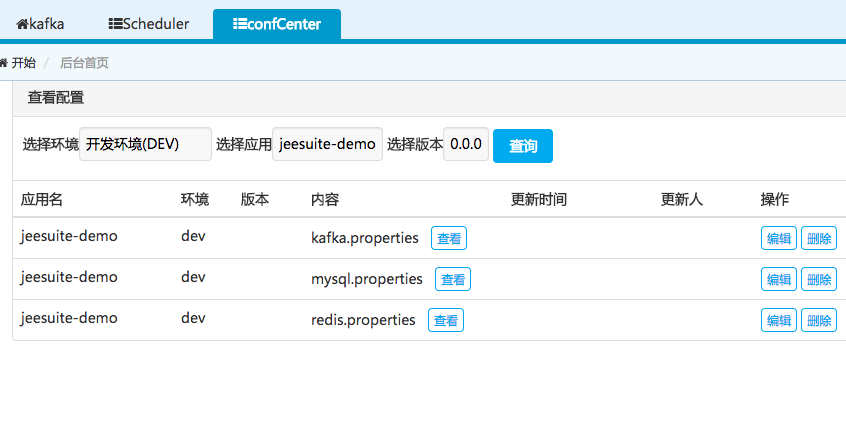 kafka Scheduler confCenter
开始 / 后台首页
查看配置
选择环境 开发环境(DEV) 选择应用 jeesuite-demo 选择版本 0.0.0 查询
应用名 环境 版本 内容 更新时间 更新人 操作
jeesuite-demo dev kafka.properties 查看 编辑 删除
jeesuite-demo dev mysql.properties 查看 编辑 删除
jeesuite-demo dev redis.properties 查看 编辑 删除